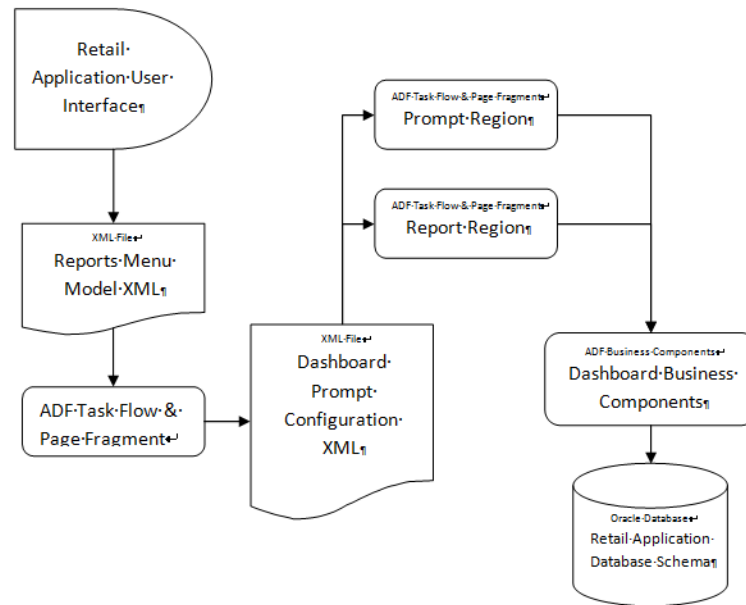 Retail·
Application·User·
Interface¶
XML·File↵
Reports·Menu·
Model·XML¶
ADF·Task·Flow·&·
Page·Fragment↵
XML·File↵
Dashboard·
Prompt·
Configuration·
XML¶
ADF·Task·Flow·&·Page·Fragments↵
Prompt·Region¶
ADF·Task·Flow·&·Page·Fragments↵
Report·Region¶
ADF·Business·Components↵
Dashboard·Business·
Components¶
Oracle·Database↵
Retail·Application·
Database·Schema¶